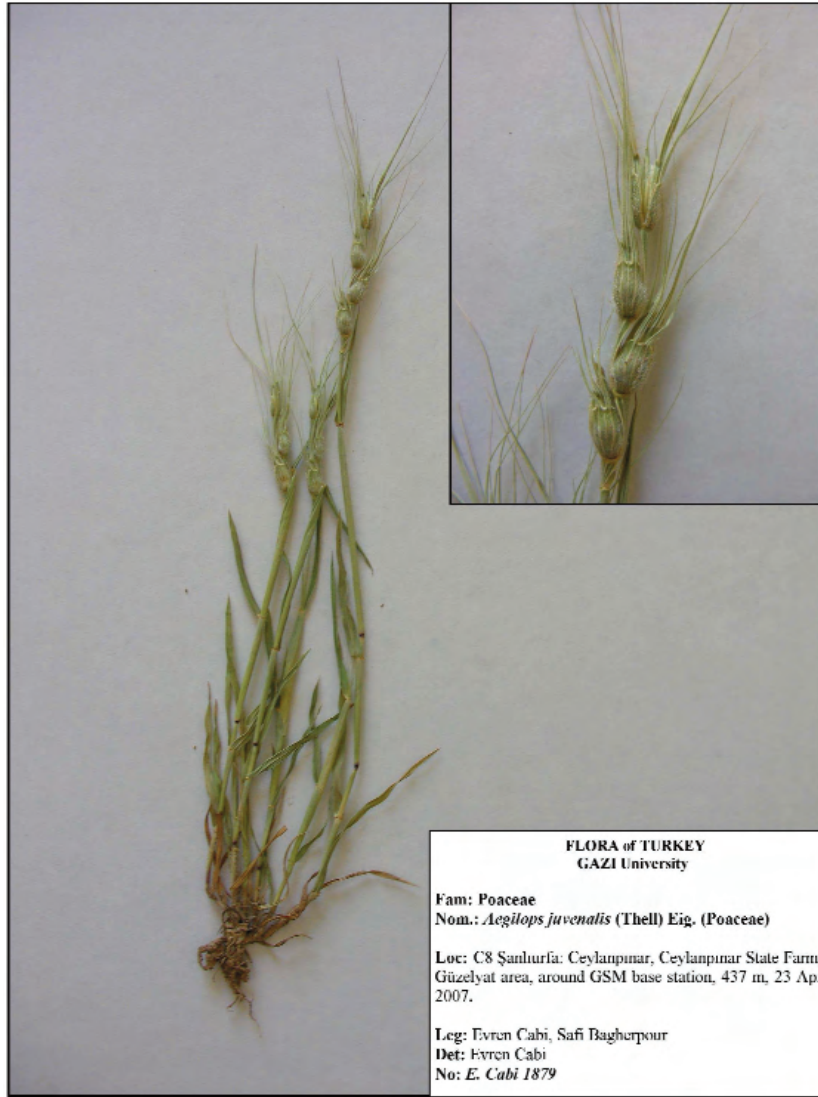 FLORA of TURKEY
GAZI University
Fam: Poaceae
Nom.: Aegilops juvenalis (Thell) Eig. (Poaceae)
Loc: C8 Şanlıurfa: Ceylanpınar, Ceylanpınar State Farm
Güzelyat area, around GSM base station, 437 m, 23 Apr
2007.
Leg: Evren Cabi, Safi Bagherpour
Det: Evren Cabi
No: E. Cabi 1879